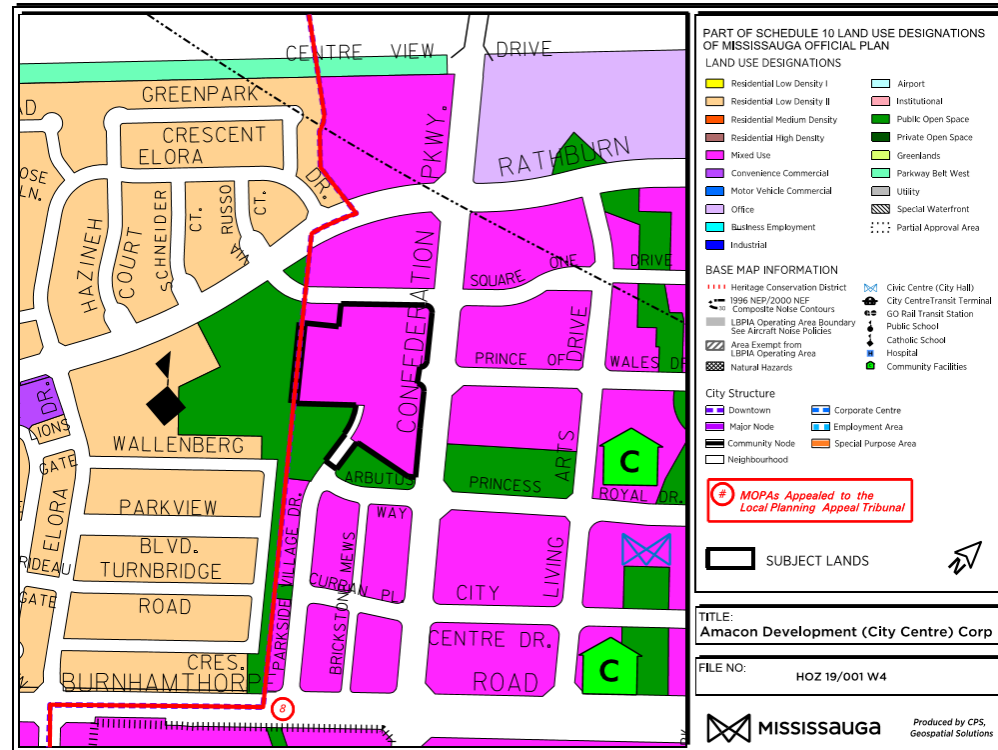 CENTRE VIEW DRIVE
GREENPARK
CRESCENT
ELORA
DR.
PKWY.
RATHBURN
HAZINEH
COURT
SCHNEIDER
CT.
RUSSO
CT.
VIA
CONFEDERATION
SQUARE ONE DRIVE
PRINCE OF WALES
DRIVE
WALLENBERG
DR.
LIONS
GATE
ELORA
PARKVIEW
BLVD.
TURNBRIDGE
RIDEAU
GATE
ROAD
CRES.
BURNHAMTHORPE
ROAD
ARBUTUS
WAY
PARKSIDE VILLAGE DR.
BRICKSTONE MEWS
CURRAN PL.
PRINCESS
ROYAL DR.
ARTS
LIVING
CITY
CENTRE DR.
C
C
8
PART OF SCHEDULE 10 LAND USE DESIGNATIONS
OF MISSISSAUGA OFFICIAL PLAN
LAND USE DESIGNATIONS
Residential Low Density I
Residential Low Density II
Residential Medium Density
Residential High Density
Mixed Use
Convenience Commercial
Motor Vehicle Commercial
Office
Business Employment
Industrial
Airport
Institutional
Public Open Space
Private Open Space
Greenlands
Parkway Belt West
Utility
Special Waterfront
Partial Approval Area
BASE MAP INFORMATION
Heritage Conservation District
1996 NEP/2000 NEF
Composite Noise Contours
LBPIA Operating Area Boundary
See Aircraft Noise Policies
Area Exempt from
LBPIA Operating Area
Natural Hazards
Civic Centre (City Hall)
City CentreTransit Terminal
GO Rail Transit Station
Public School
Catholic School
H Hospital
Community Facilities
City Structure
Downtown
Major Node
Community Node
Neighbourhood
Corporate Centre
Employment Area
Special Purpose Area
# MOPAs Appealed to the
Local Planning Appeal Tribunal
SUBJECT LANDS
TITLE:
Amacon Development (City Centre) Corp
FILE NO:
HOZ 19/001 W4
MISSISSAUGA
Produced by CPS,
Geospatial Solutions